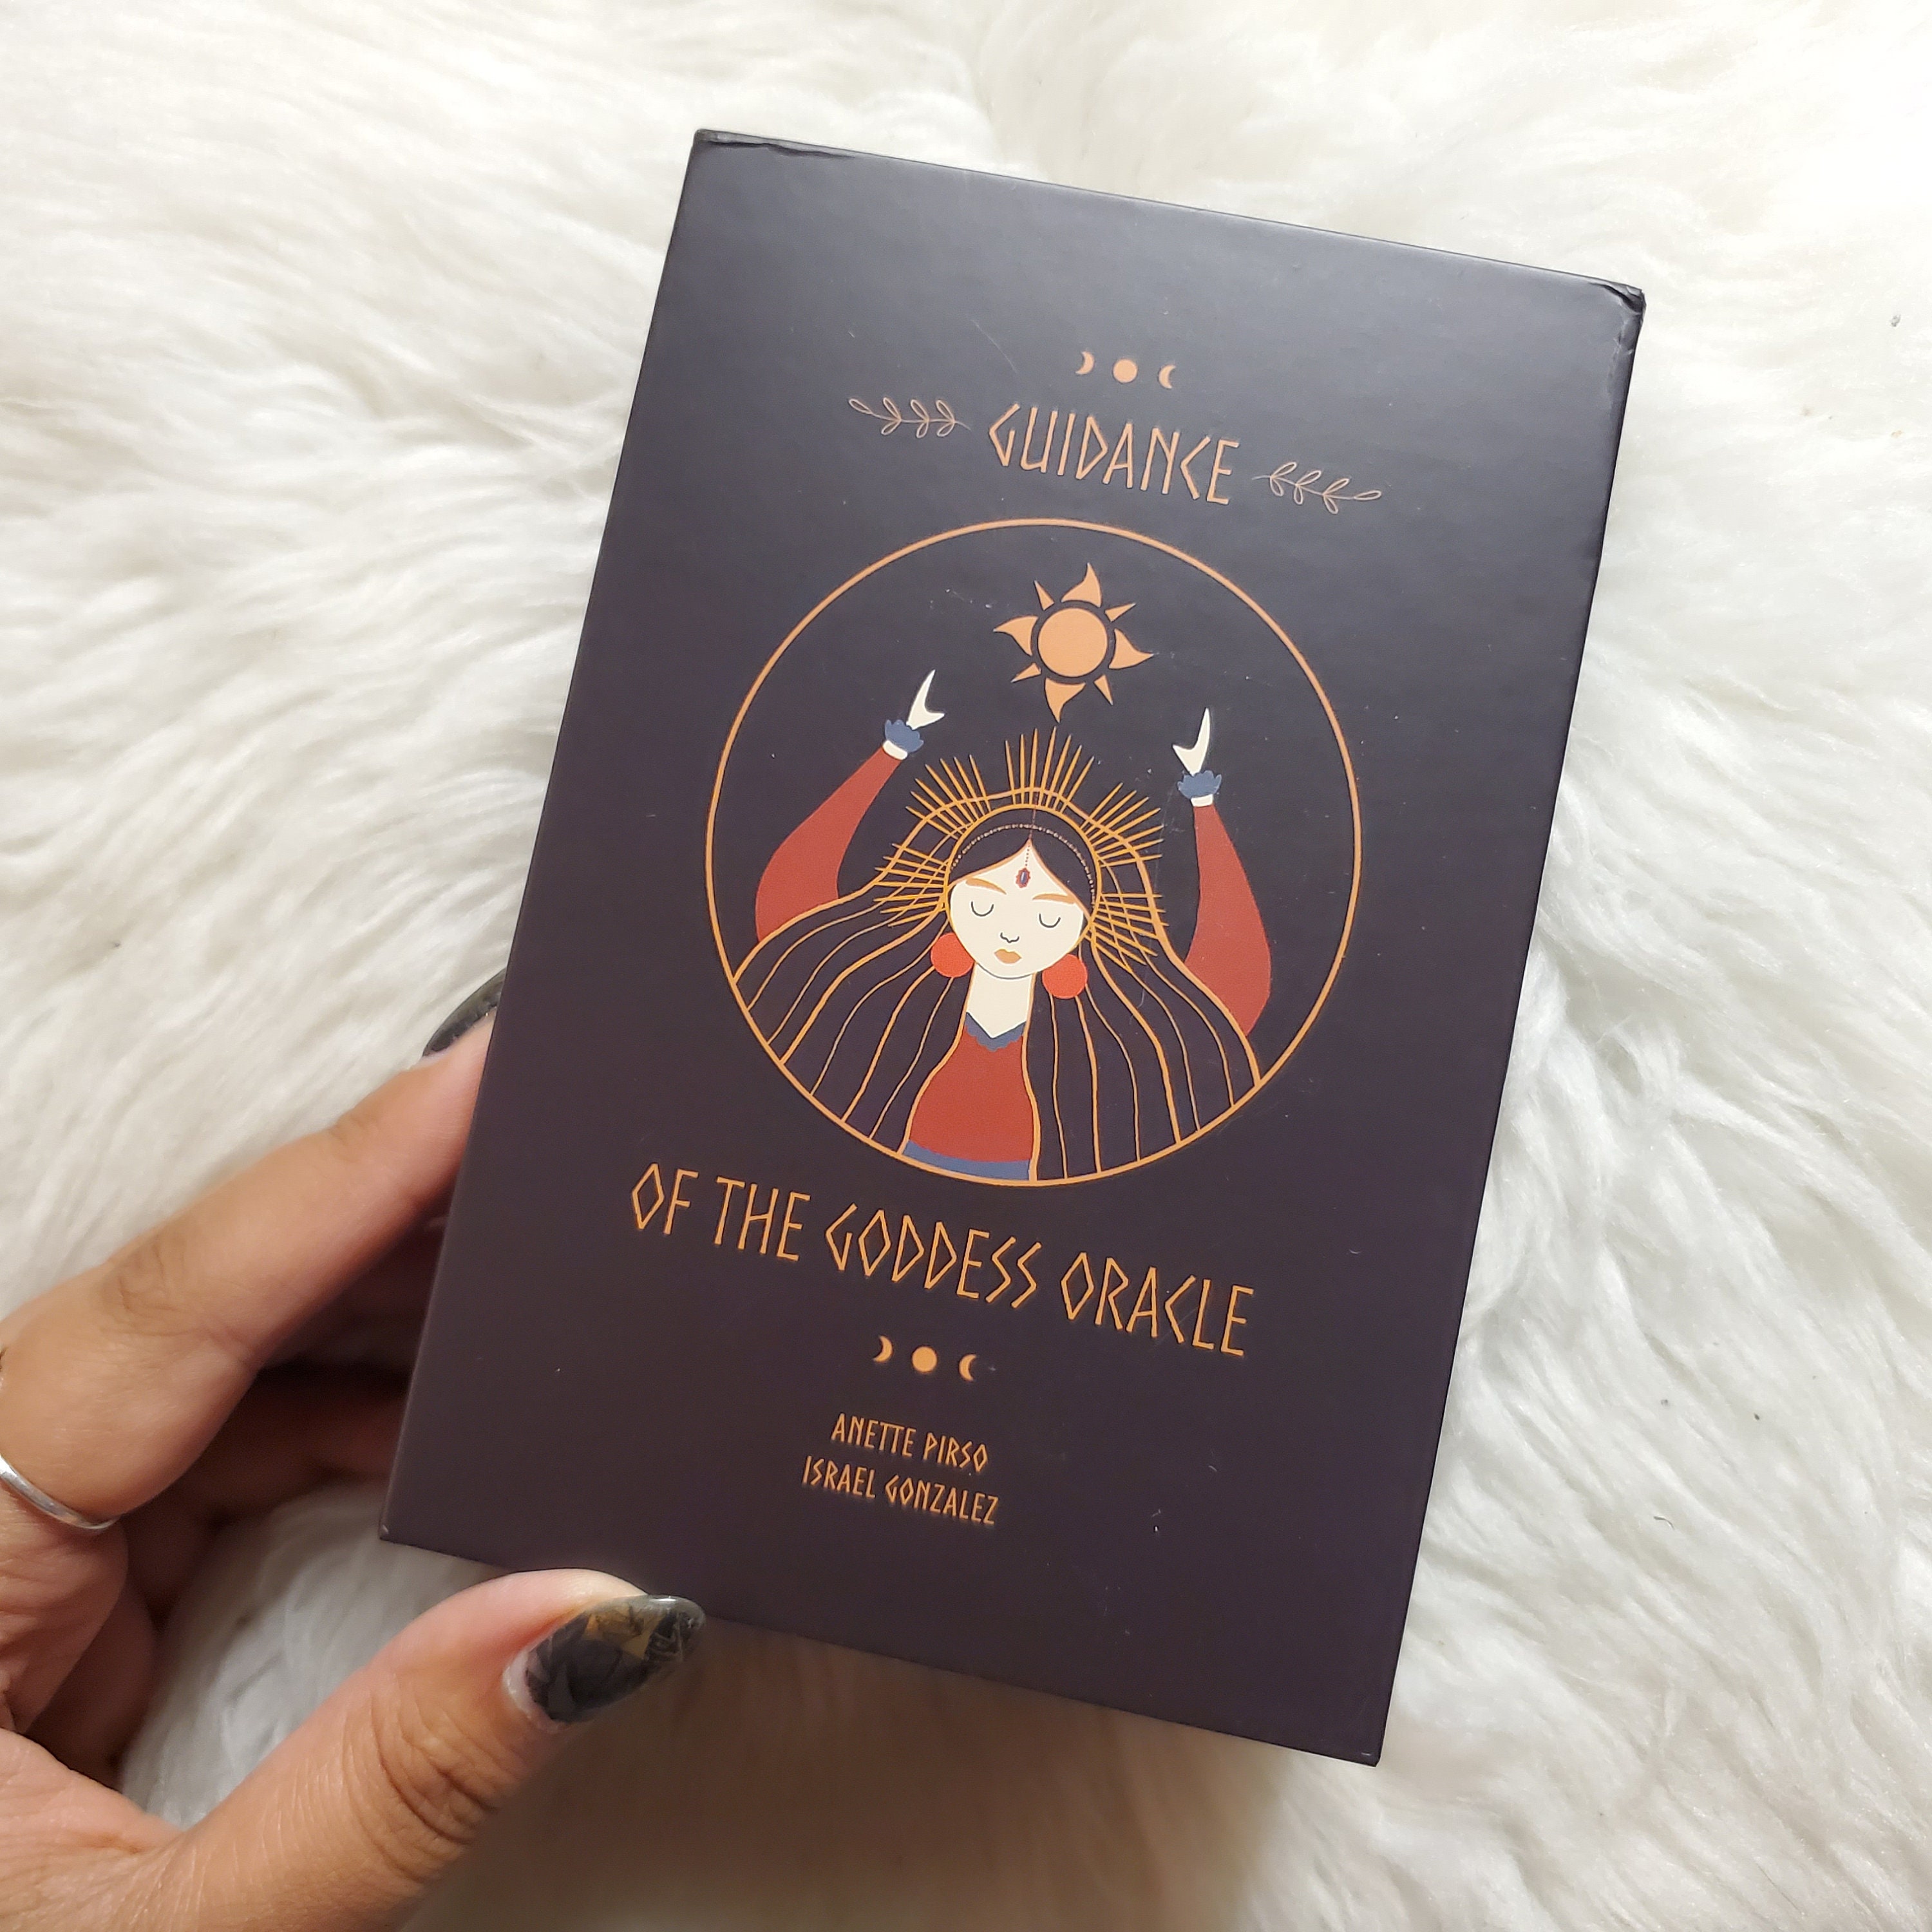 GUIDANCE
OF THE GODDESS ORACLE
ANETTE PIRSO
ISRAEL GONZALEZ